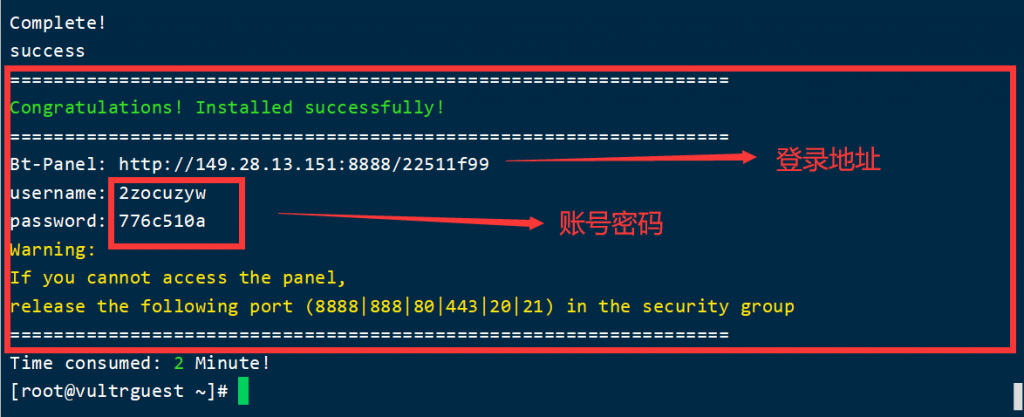 Complete!
success
==================================================================
Congratulations! Installed successfully!
==================================================================
Bt-Panel: http://149.28.13.151:8888/22511f99
登录地址
username: 2zocuzyw
password: 776c510a
账号密码
Warning:
If you cannot access the panel,
release the following port (8888|888|80|443|20|21) in the security group
==================================================================
Time consumed: 2 Minute!
[root@vultrguest ~]#